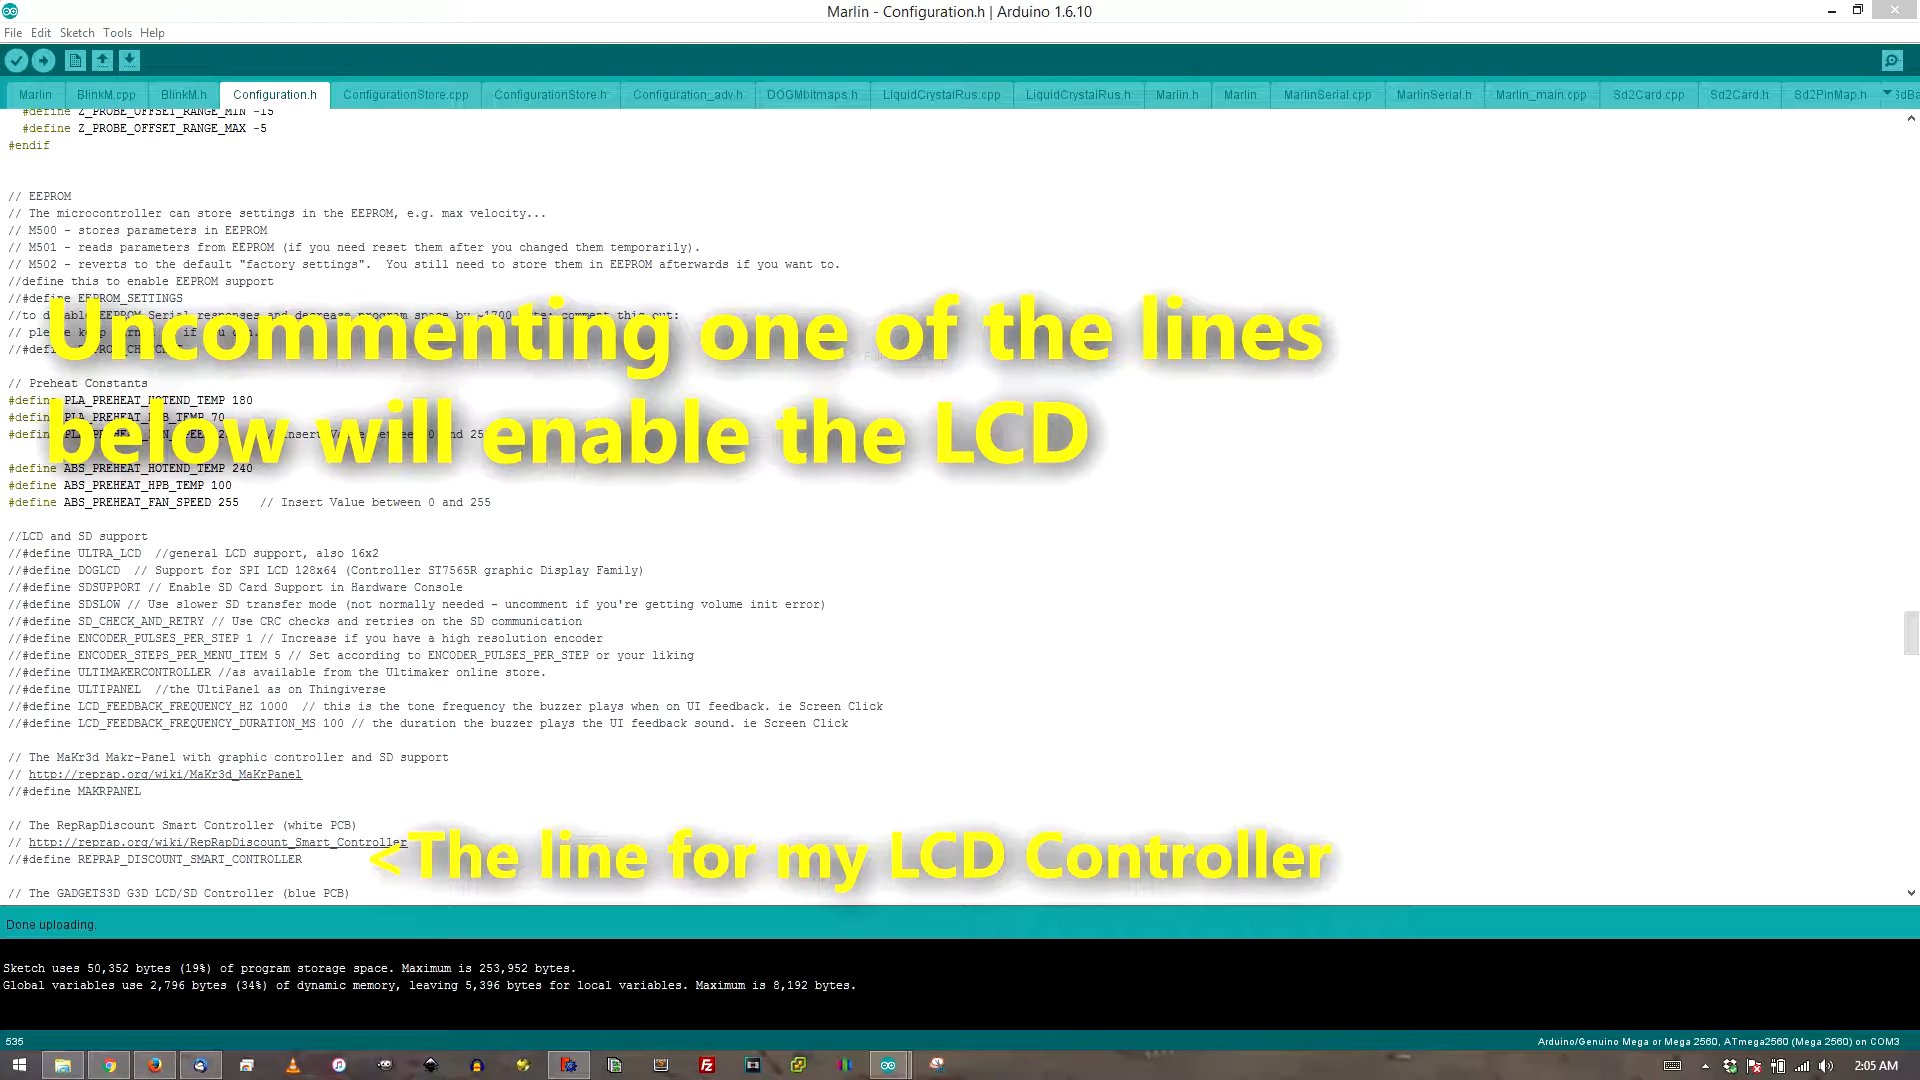 Marlin - Configuration.h | Arduino 1.6.10
File Edit Sketch Tools Help
Marlin BlinkM.cpp BlinkM.h Configuration.h ConfigurationStore.cpp ConfigurationStore.h Configuration_adv.h DOGMbitmaps.h LiquidCrystalRus.cpp LiquidCrystalRus.h Marlin.h Marlin MarlinSerial.cpp MarlinSerial.h Marlin_main.cpp Sd2Card.cpp Sd2Card.h Sd2PinMap.h
#define Z_PROBE_OFFSET_RANGE_MIN -15
#define Z_PROBE_OFFSET_RANGE_MAX -5
#endif
// EEPROM
// The microcontroller can store settings in the EEPROM, e.g. max velocity...
// M500 - stores parameters in EEPROM
// M501 - reads parameters from EEPROM (if you need reset them after you changed them temporarily).
// M502 - reverts to the default "factory settings".  You still need to store them in EEPROM afterwards if you want to.
//define this to enable EEPROM support
//#define EEPROM_SETTINGS
Uncommenting one of the lines
below will enable the LCD
// Preheat Constants
#define PLA_PREHEAT_HOTEND_TEMP 180
#define ABS_PREHEAT_HOTEND_TEMP 240
#define ABS_PREHEAT_HPB_TEMP 100
#define ABS_PREHEAT_FAN_SPEED 255   // Insert Value between 0 and 255
//LCD and SD support
//#define ULTRA_LCD  //general LCD support, also 16x2
//#define DOGLCD  // Support for SPI LCD 128x64 (Controller ST7565R graphic Display Family)
//#define SDSUPPORT // Enable SD Card Support in Hardware Console
//#define SDSLOW // Use slower SD transfer mode (not normally needed - uncomment if you're getting volume init error)
//#define SD_CHECK_AND_RETRY // Use CRC checks and retries on the SD communication
//#define ENCODER_PULSES_PER_STEP 1 // Increase if you have a high resolution encoder
//#define ENCODER_STEPS_PER_MENU_ITEM 5 // Set according to ENCODER_PULSES_PER_STEP or your liking
//#define ULTIMAKERCONTROLLER //as available from the Ultimaker online store.
//#define ULTIPANEL  //the UltiPanel as on Thingiverse
//#define LCD_FEEDBACK_FREQUENCY_HZ 1000  // this is the tone frequency the buzzer plays when on UI feedback. ie Screen Click
//#define LCD_FEEDBACK_FREQUENCY_DURATION_MS 100 // the duration the buzzer plays the UI feedback sound. ie Screen Click
// The MaKr3d Makr-Panel with graphic controller and SD support
// http://reprap.org/wiki/MaKr3d_MaKrPanel
//#define MAKRPANEL
// The RepRapDiscount Smart Controller (white PCB)
// http://reprap.org/wiki/RepRapDiscount_Smart_Controller
//#define REPRAP_DISCOUNT_SMART_CONTROLLER
<The line for my LCD Controller
// The GADGETS3D G3D LCD/SD Controller (blue PCB)
Done uploading.
Sketch uses 50,352 bytes (19%) of program storage space. Maximum is 253,952 bytes.
Global variables use 2,796 bytes (34%) of dynamic memory, leaving 5,396 bytes for local variables. Maximum is 8,192 bytes.
535
Arduino/Genuino Mega or Mega 2560, ATmega2560 (Mega 2560) on COM3
2:05 AM